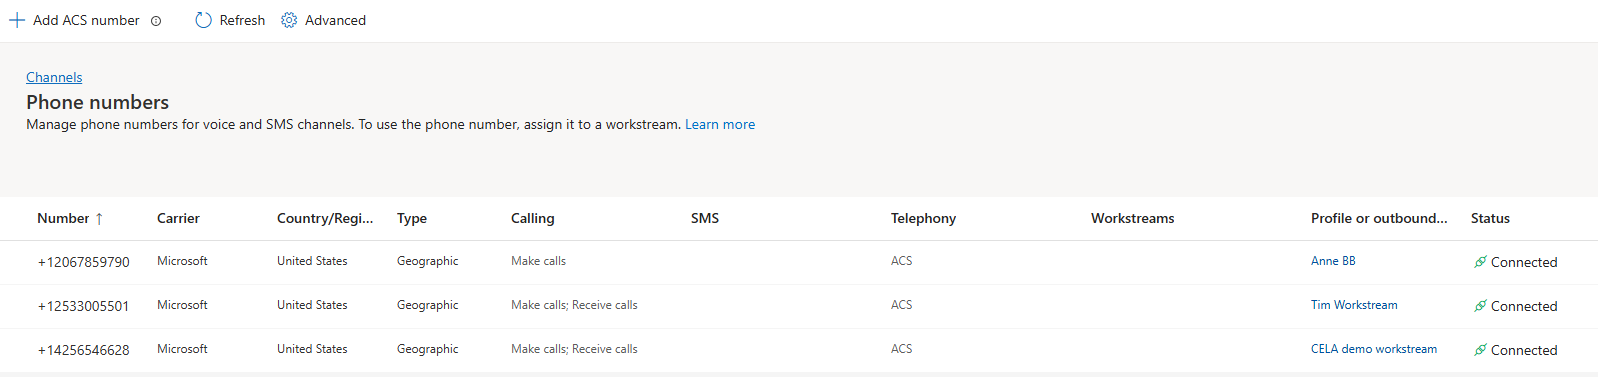 Add ACS number Refresh Advanced
Channels
Phone numbers
Manage phone numbers for voice and SMS channels. To use the phone number, assign it to a workstream. Learn more
Number ↑ Carrier Country/Regi... Type Calling SMS Telephony Workstreams Profile or outbound... Status
+12067859790 Microsoft United States Geographic Make calls ACS Anne BB Connected
+12533005501 Microsoft United States Geographic Make calls; Receive calls ACS Tim Workstream Connected
+14256546628 Microsoft United States Geographic Make calls; Receive calls ACS CELA demo workstream Connected